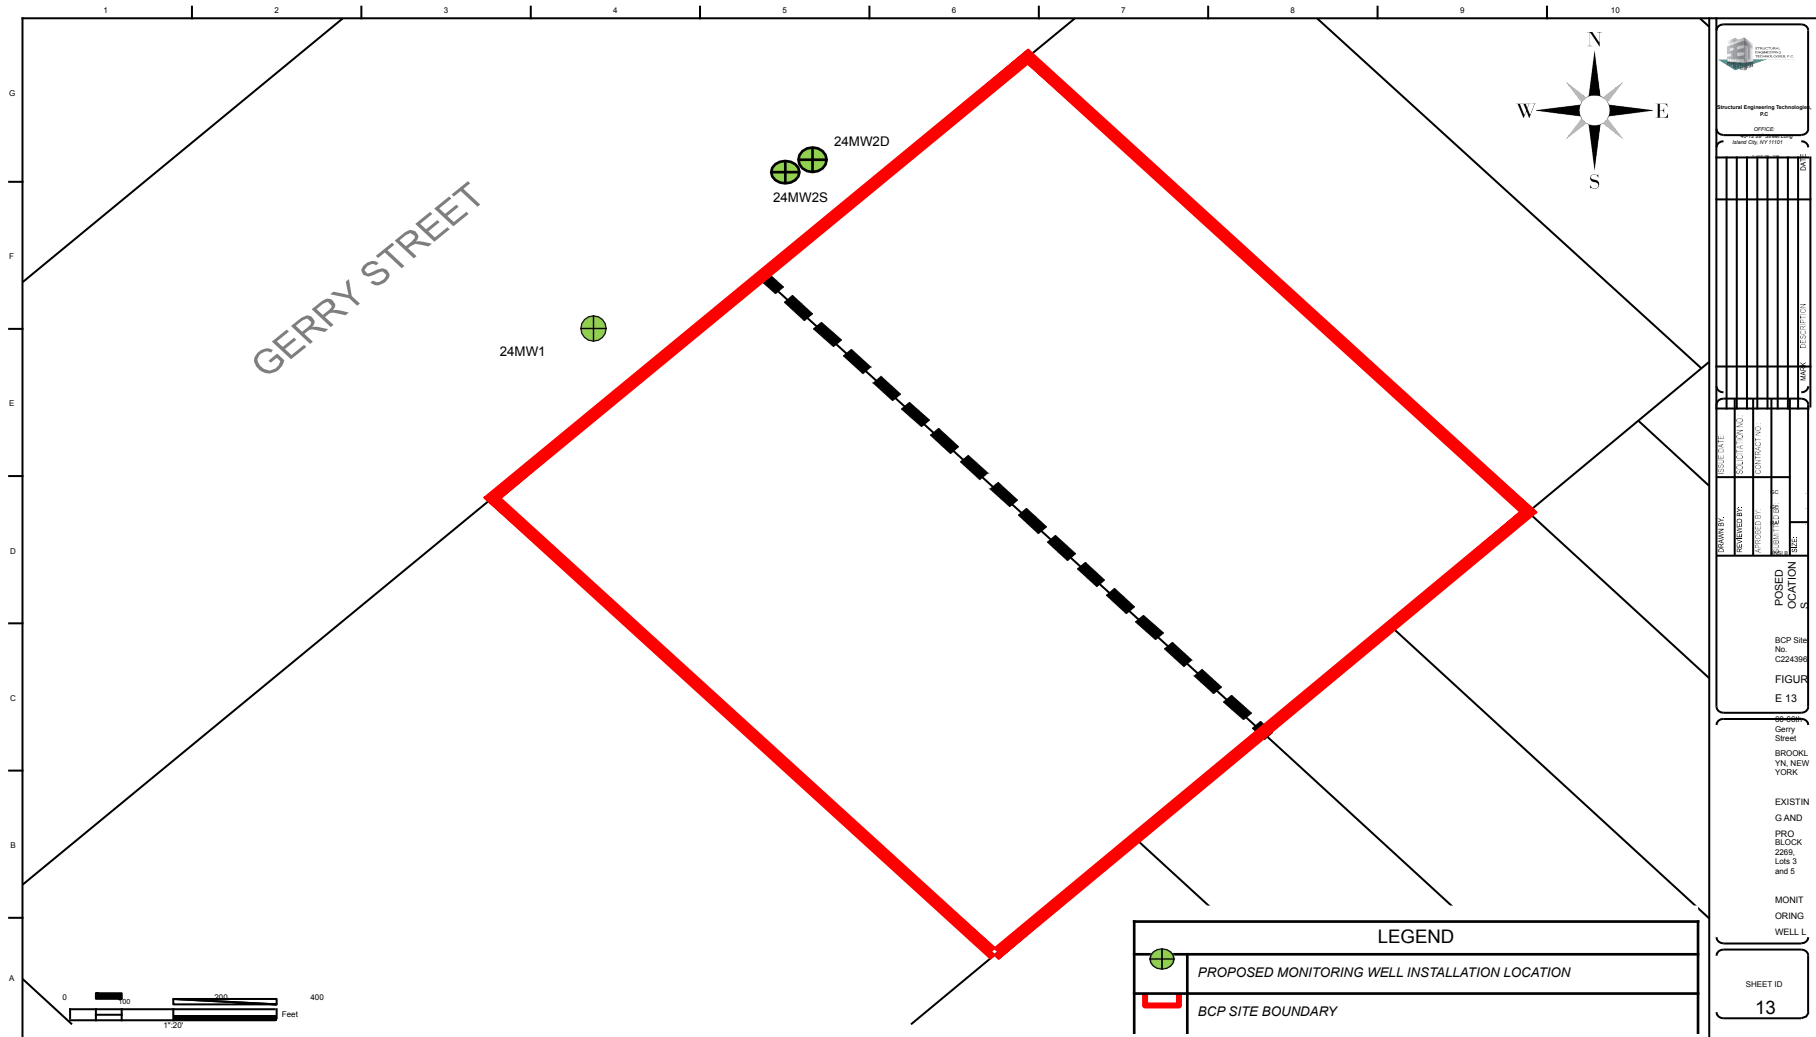 1 2 3 4 5 6 7 8 9 10
G
F
E
D
C
B
A
GERRY STREET
24MW2D
24MW2S
24MW1
N
W E
S
0 100 200 400
Feet
1":20'
LEGEND
PROPOSED MONITORING WELL INSTALLATION LOCATION
BCP SITE BOUNDARY
STRUCTURAL
ENGINEERING
TECHNOLOGIES, P.C.
Structural Engineering Technologies,
P.C
OFFICE:
Island City, NY 11101
DATE
DESCRIPTION
MARK
ISSUE DATE
SOLICITATION NO.
CONTRACT NO.
DRAWN BY:
REVIEWED BY:
SUBMITTED BY:
SIZE:
POSED
OCATION
S
BCP Site
No.
C224396
FIGUR
E 13
Gerry
Street
BROOKL
YN, NEW
YORK
EXISTIN
G AND
PRO
BLOCK
2269,
Lots 3
and 5
MONIT
ORING
WELL L
SHEET ID
13